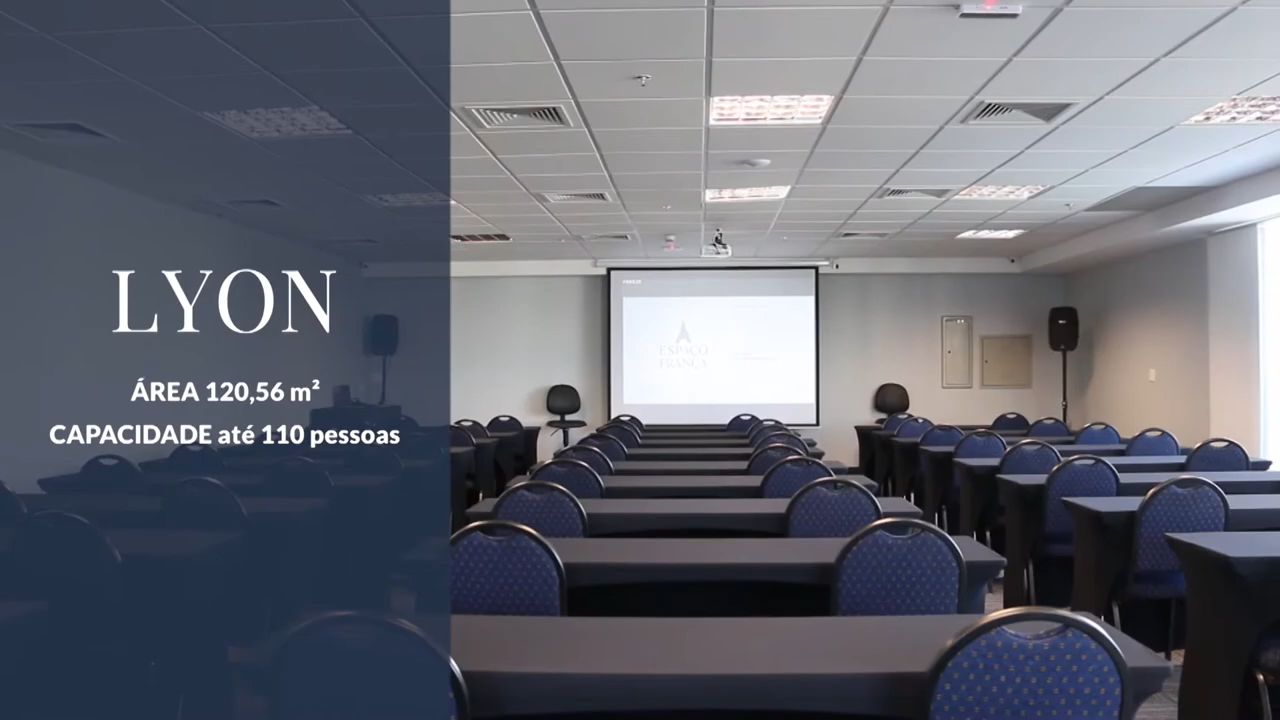 LYON
ÁREA 120,56 m²
CAPACIDADE até 110 pessoas
ESPAÇO
FRANÇA